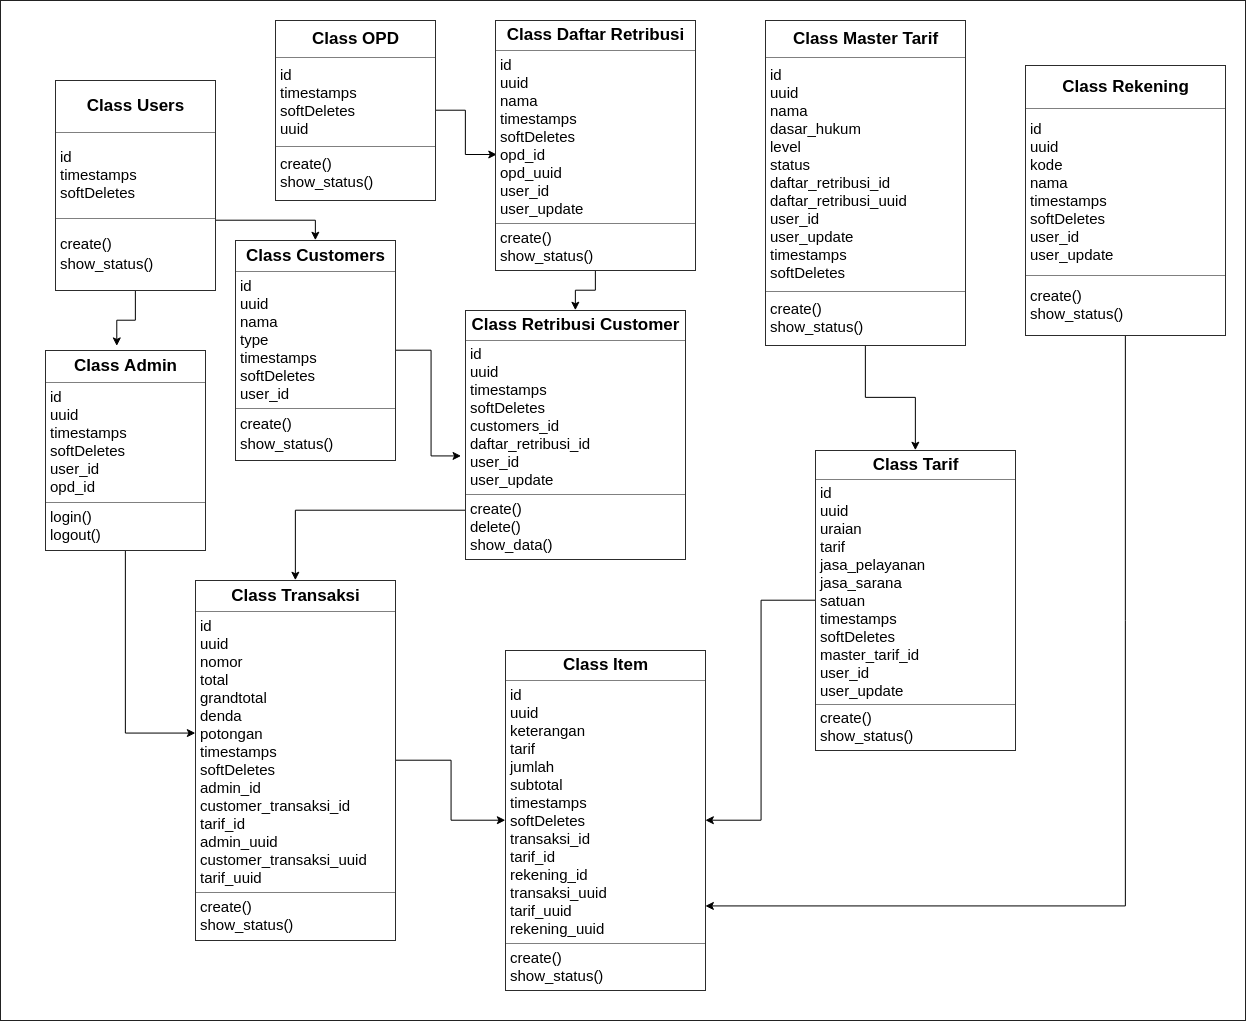 Class Users
id
timestamps
softDeletes
create()
show_status()
Class OPD
id
timestamps
softDeletes
uuid
create()
show_status()
Class Daftar Retribusi
id
uuid
nama
timestamps
softDeletes
opd_id
opd_uuid
user_id
user_update
create()
show_status()
Class Master Tarif
id
uuid
nama
dasar_hukum
level
status
daftar_retribusi_id
daftar_retribusi_uuid
user_id
user_update
timestamps
softDeletes
create()
show_status()
Class Rekening
id
uuid
kode
nama
timestamps
softDeletes
user_id
user_update
create()
show_status()
Class Customers
id
uuid
nama
type
timestamps
softDeletes
user_id
create()
show_status()
Class Retribusi Customer
id
uuid
timestamps
softDeletes
customers_id
daftar_retribusi_id
user_id
user_update
create()
delete()
show_data()
Class Admin
id
uuid
timestamps
softDeletes
user_id
opd_id
login()
logout()
Class Tarif
id
uuid
uraian
tarif
jasa_pelayanan
jasa_sarana
satuan
timestamps
softDeletes
master_tarif_id
user_id
user_update
create()
show_status()
Class Transaksi
id
uuid
nomor
total
grandtotal
denda
potongan
timestamps
softDeletes
admin_id
customer_transaksi_id
tarif_id
admin_uuid
customer_transaksi_uuid
tarif_uuid
create()
show_status()
Class Item
id
uuid
keterangan
tarif
jumlah
subtotal
timestamps
softDeletes
transaksi_id
tarif_id
rekening_id
transaksi_uuid
tarif_uuid
rekening_uuid
create()
show_status()